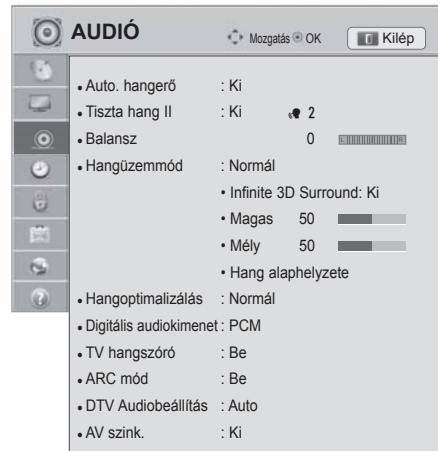 AUDIÓ Mozgatás OK Kilép
• Auto. hangerő : Ki
• Tiszta hang II : Ki 2
• Balansz 0 L R
• Hangüzemmód : Normál
• Infinite 3D Surround: Ki
• Magas 50
• Mély 50
• Hang alaphelyzete
• Hangoptimalizálás : Normál
• Digitális audiokimenet : PCM
• TV hangszóró : Be
• ARC mód : Be
• DTV Audiobeállítás : Auto
• AV szink. : Ki